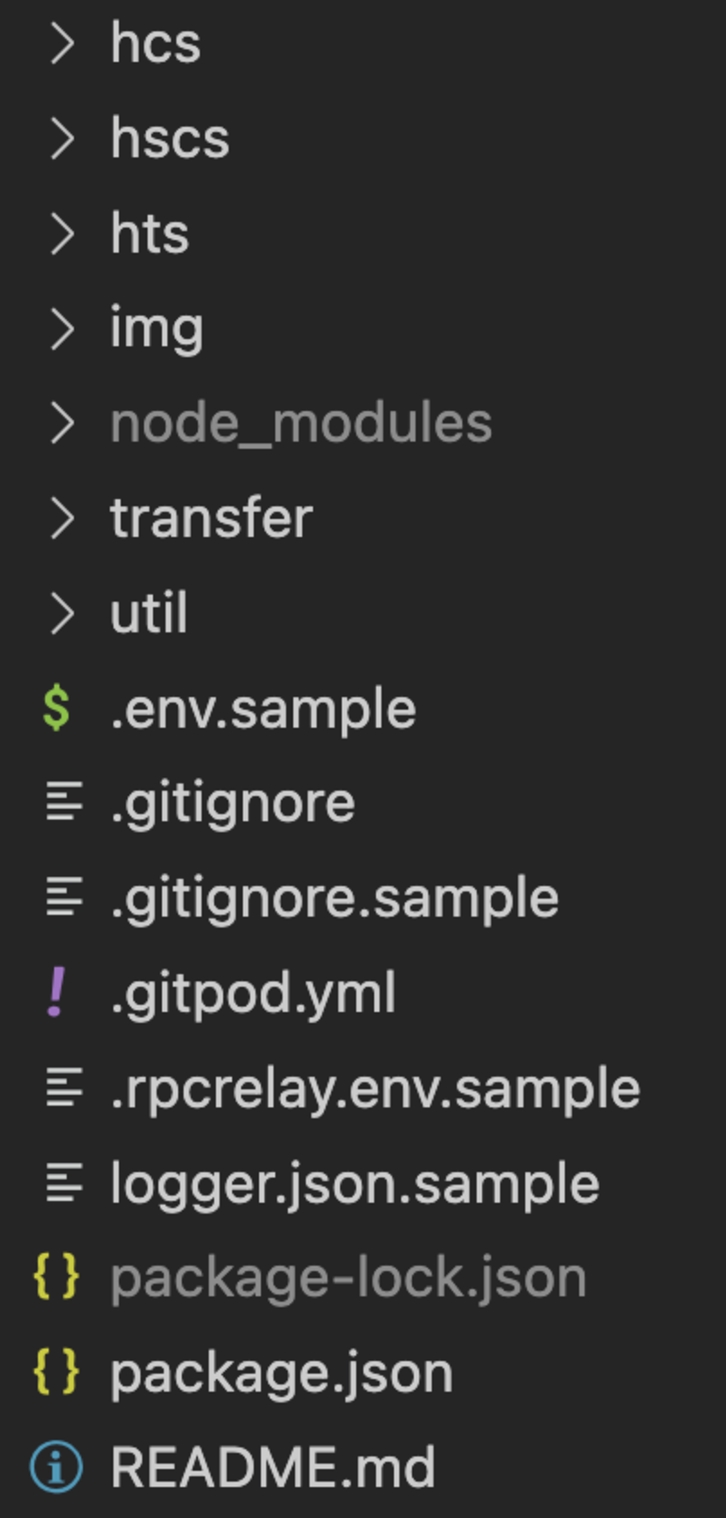 hcs
hscs
hts
img
node_modules
transfer
util
.env.sample
.gitignore
.gitignore.sample
.gitpod.yml
.rpcrelay.env.sample
logger.json.sample
package-lock.json
package.json
README.md